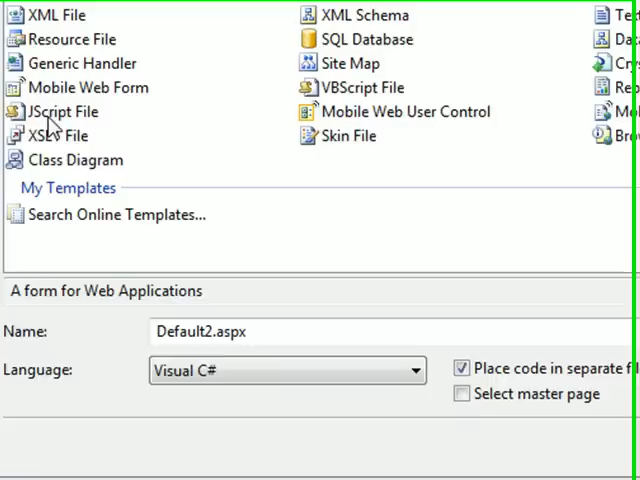 XML File XML Schema
Resource File SQL Database
Generic Handler Site Map
Mobile Web Form VBScript File
JScript File Mobile Web User Control
File Skin File
Class Diagram
My Templates
Search Online Templates...
A form for Web Applications
Name: Default2.aspx
Language: Visual C# Place code in separate
Select master page